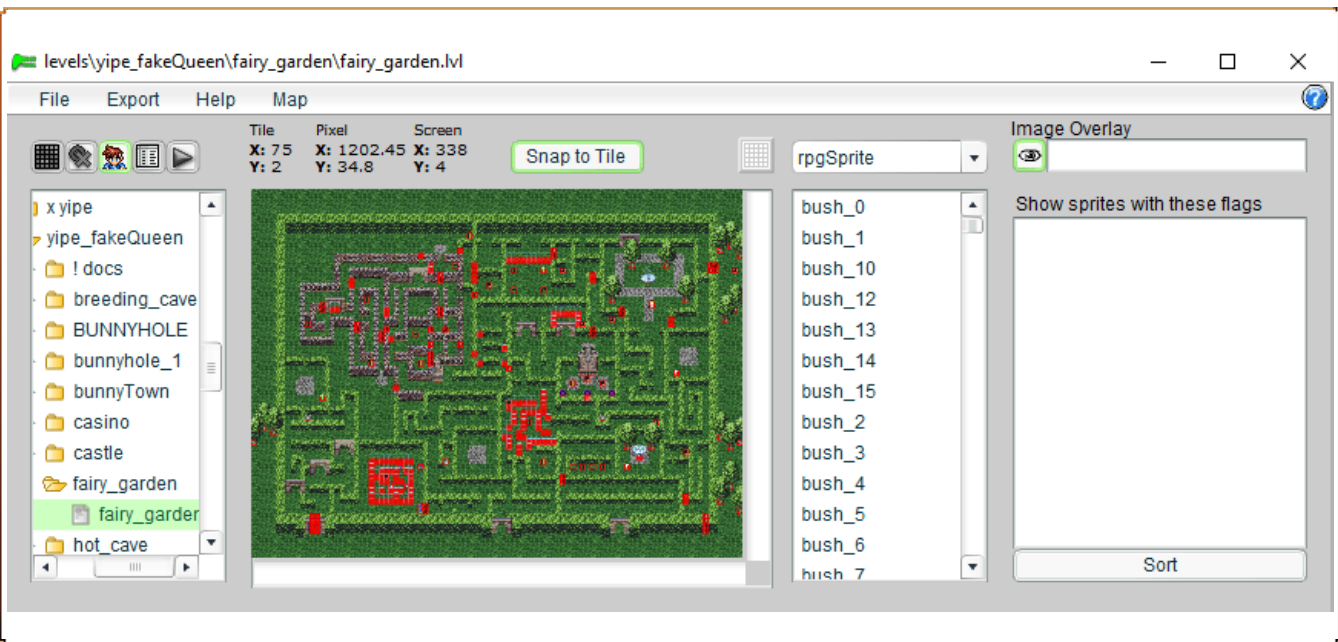 levels\yipe_fakeQueen\fairy_garden\fairy_garden.lvl
File Export Help Map
Tile Pixel Screen
X: 75 X: 1202.45 X: 338
Y: 2 Y: 34.8 Y: 4
Snap to Tile
rpgSprite
Image Overlay
x yipe
yipe_fakeQueen
! docs
breeding_cave
BUNNYHOLE
bunnyhole_1
bunnyTown
casino
castle
fairy_garden
fairy_garder
hot_cave
bush_0
bush_1
bush_10
bush_12
bush_13
bush_14
bush_15
bush_2
bush_3
bush_4
bush_5
bush_6
bush_7
Show sprites with these flags
Sort